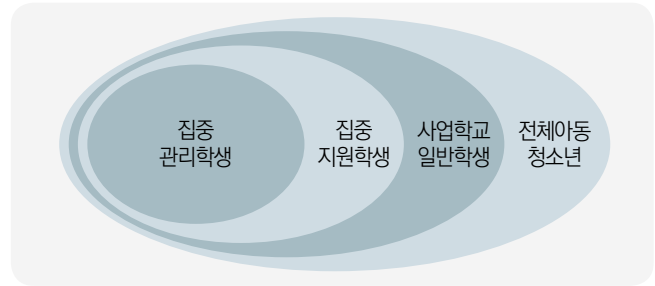 집중
관리학생
집중
지원학생
사업학교
일반학생
전체아동
청소년